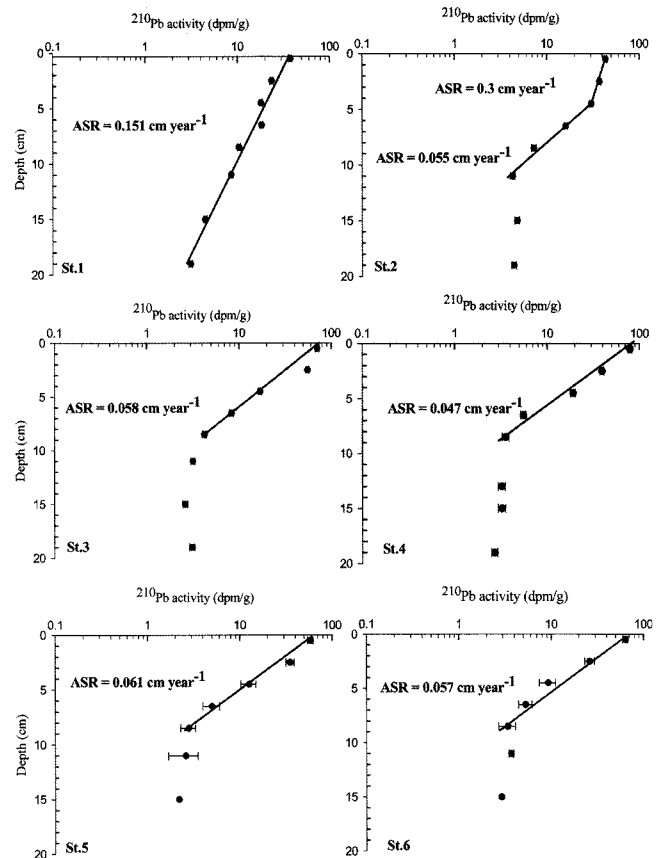 ²¹⁰Pb activity (dpm/g)
0.1 1 10 100
0
5
10
15
20
Depth (cm)
ASR = 0.151 cm year⁻¹
St.1
²¹⁰Pb activity (dpm/g)
0.1 1 10 100
0
5
10
15
20
ASR = 0.3 cm year⁻¹
ASR = 0.055 cm year⁻¹
St.2
²¹⁰Pb activity (dpm/g)
0.1 1 10 100
0
5
10
15
20
Depth (cm)
ASR = 0.058 cm year⁻¹
St.3
²¹⁰Pb activity (dpm/g)
0.1 1 10 100
0
5
10
15
20
ASR = 0.047 cm year⁻¹
St.4
²¹⁰Pb activity (dpm/g)
0.1 1 10 100
0
5
10
15
20
Depth (cm)
ASR = 0.061 cm year⁻¹
St.5
²¹⁰Pb activity (dpm/g)
0.1 1 10 100
0
5
10
15
20
ASR = 0.057 cm year⁻¹
St.6